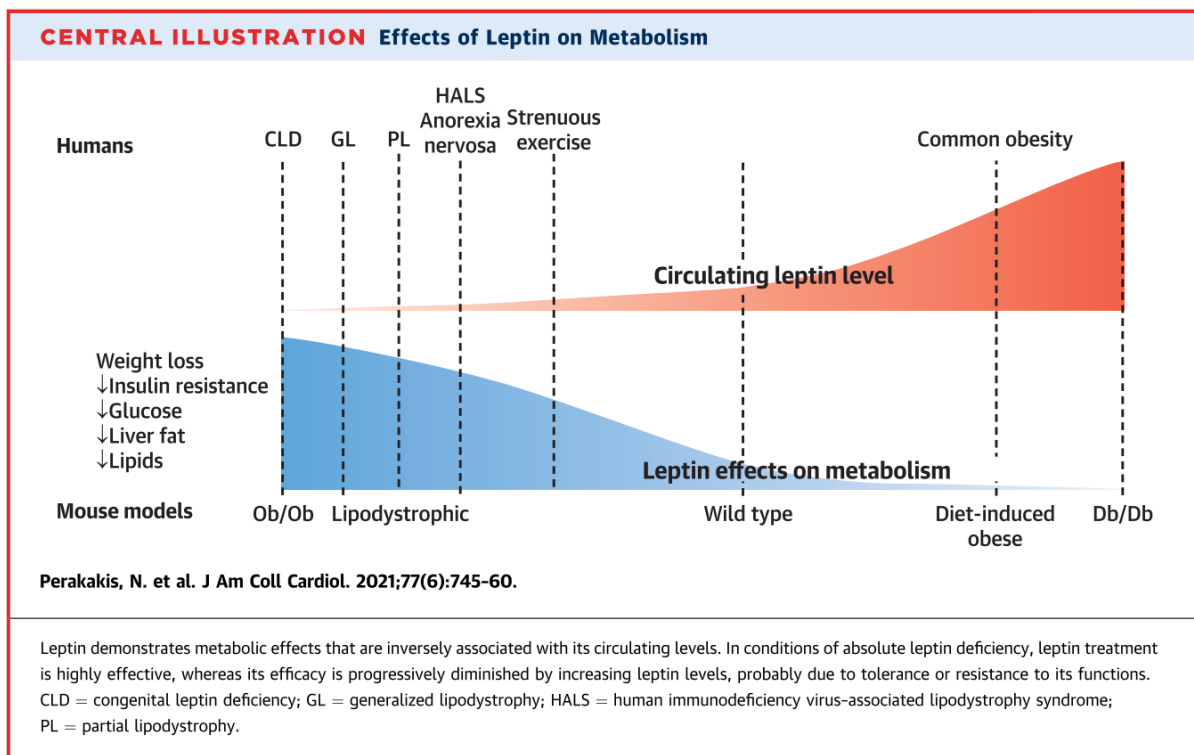 CENTRAL ILLUSTRATION Effects of Leptin on Metabolism
Humans
CLD
GL
PL
HALS
Anorexia
nervosa
Strenuous
exercise
Common obesity
Circulating leptin level
Weight loss
↓Insulin resistance
↓Glucose
↓Liver fat
↓Lipids
Leptin effects on metabolism
Mouse models
Ob/Ob
Lipodystrophic
Wild type
Diet-induced
obese
Db/Db
Perakakis, N. et al. J Am Coll Cardiol. 2021;77(6):745–60.
Leptin demonstrates metabolic effects that are inversely associated with its circulating levels. In conditions of absolute leptin deficiency, leptin treatment
is highly effective, whereas its efficacy is progressively diminished by increasing leptin levels, probably due to tolerance or resistance to its functions.
CLD = congenital leptin deficiency; GL = generalized lipodystrophy; HALS = human immunodeficiency virus–associated lipodystrophy syndrome;
PL = partial lipodystrophy.